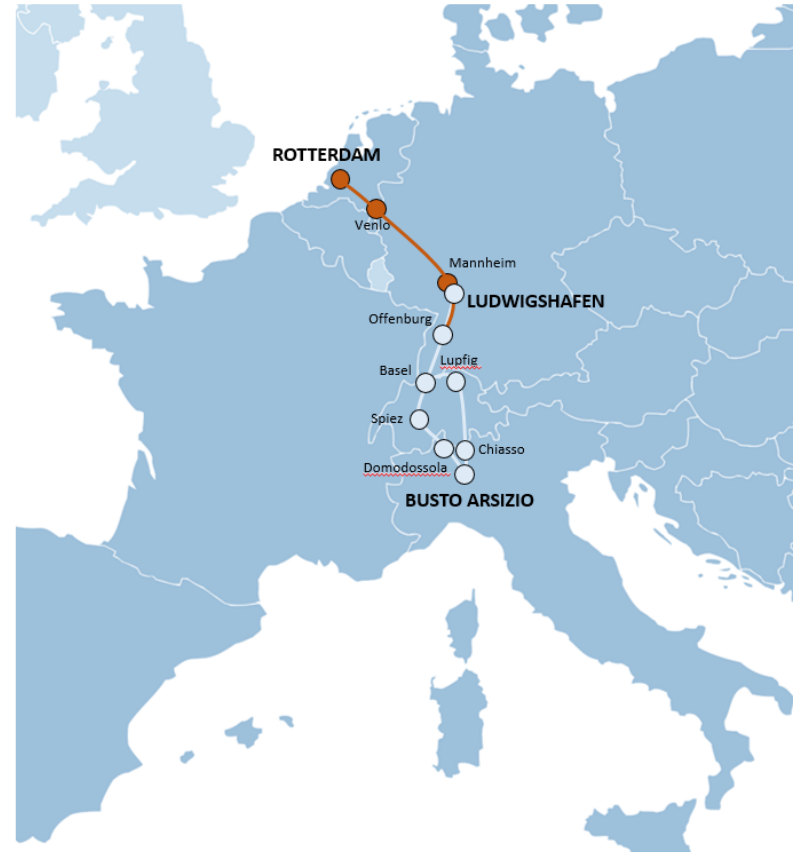 ROTTERDAM
Venlo
Mannheim
LUDWIGSHAFEN
Offenburg
Lupfig
Basel
Spiez
Chiasso
Domodossola
BUSTO ARSIZIO